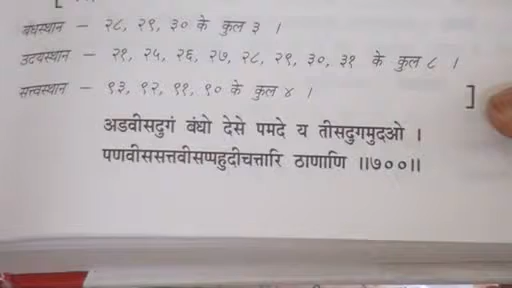 [
बंधस्थान – २८, २९, ३० के कुल ३ ।
उदयस्थान – २१, २५, २६, २७, २८, २९, ३०, ३१ के कुल ८ ।
सत्त्वस्थान – ९३, ९२, ९१, ९० के कुल ४ ।
]
अडवीसदुगं बंधो देसे पमदे य तीसदुगमुदओ ।
पणवीससत्तवीसप्पहुदीचत्तारि ठाणाणि ।।७००।।